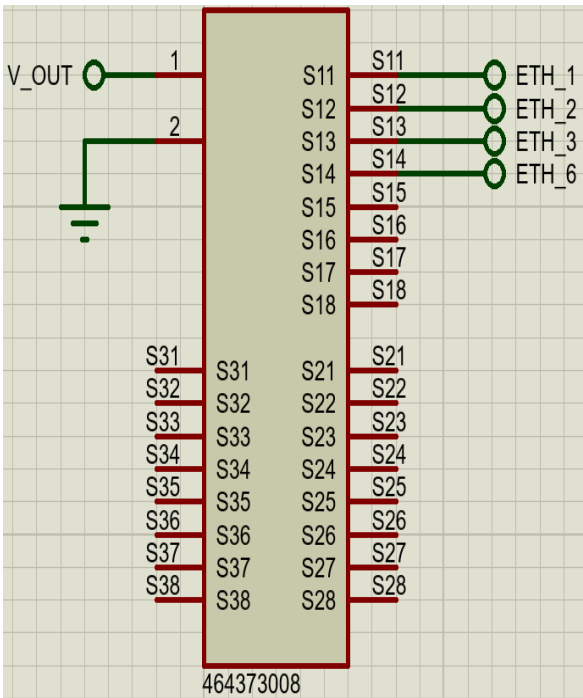 V_OUT 1 S11 S11 ETH_1
S12 S12 ETH_2
2 S13 S13 ETH_3
S14 S14 ETH_6
S15 S15
S16 S16
S17 S17
S18 S18
S31 S31 S21 S21
S32 S32 S22 S22
S33 S33 S23 S23
S34 S34 S24 S24
S35 S35 S25 S25
S36 S36 S26 S26
S37 S37 S27 S27
S38 S38 S28 S28
464373008